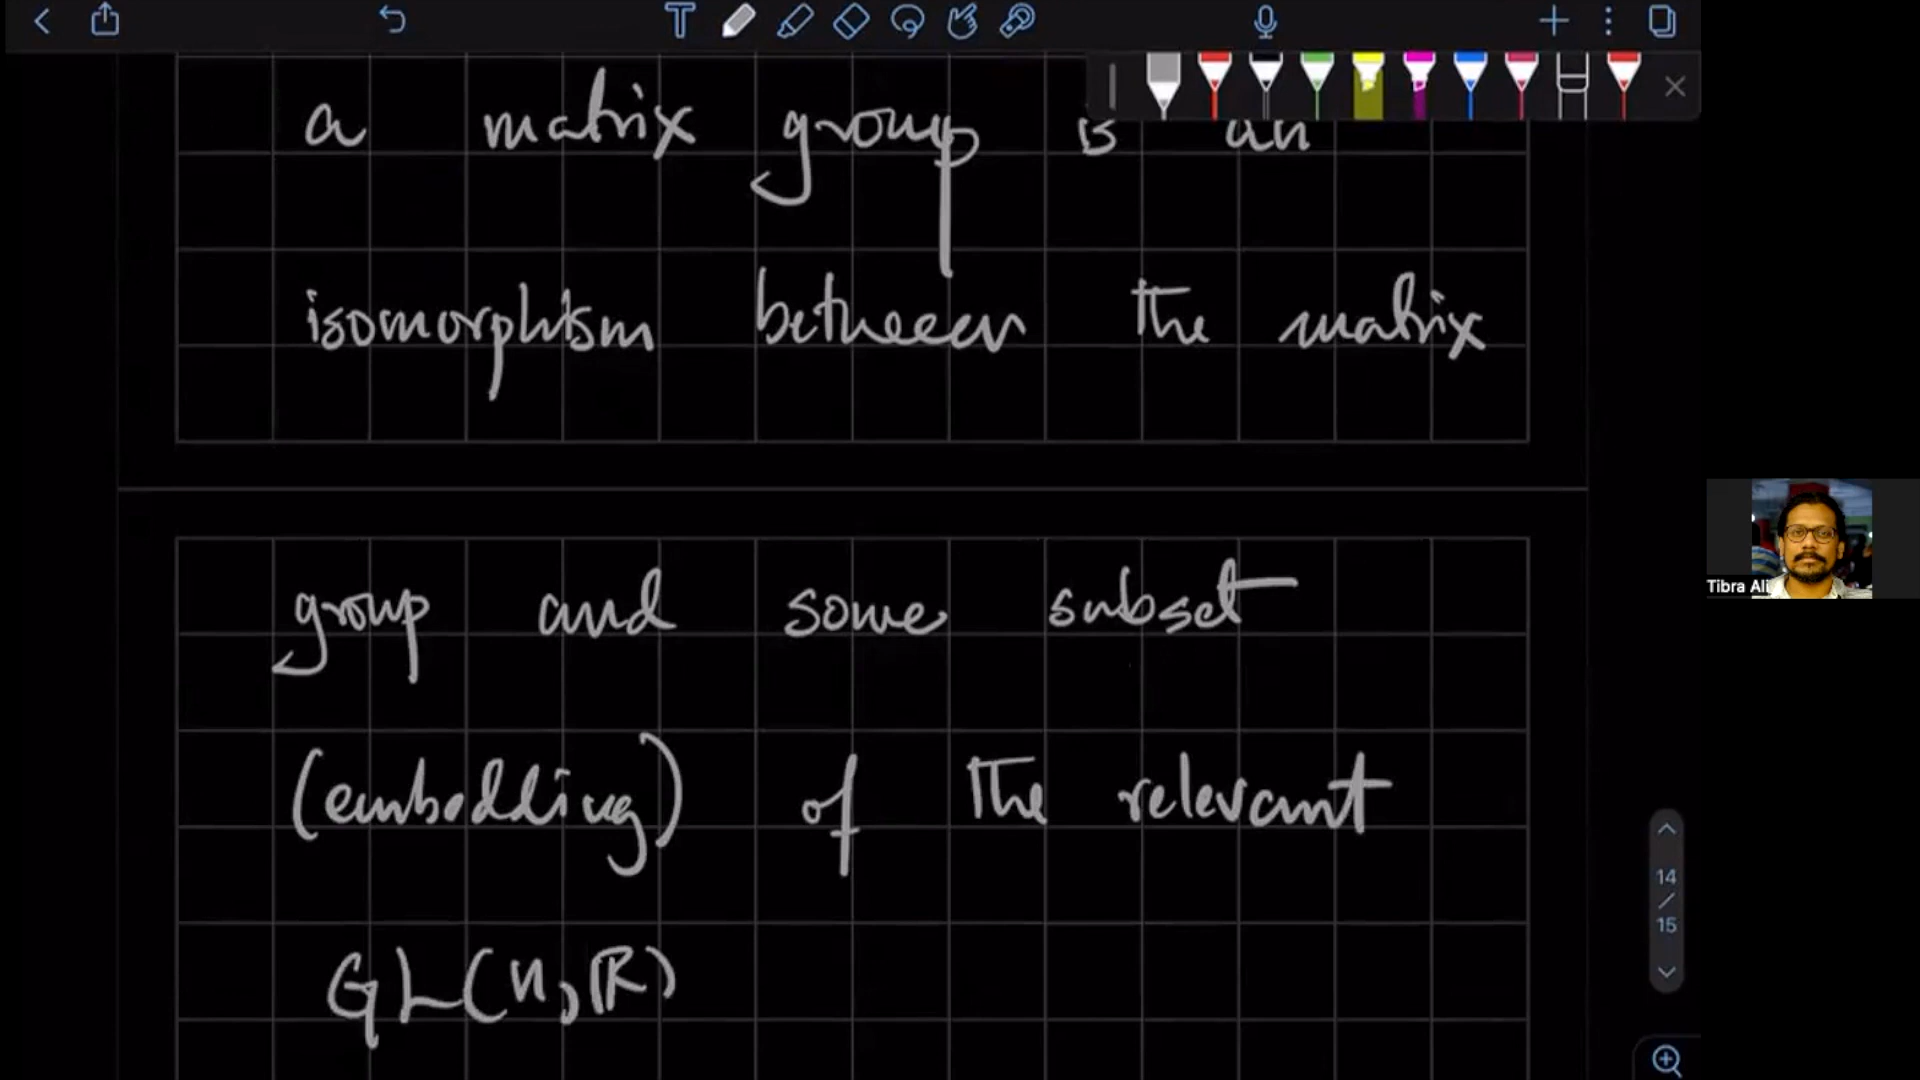 a matrix group is an
isomorphism between the matrix
group and some subset
(embedding) of the relevant
GL(n, ℝ)
14
/
15
Tibra Ali